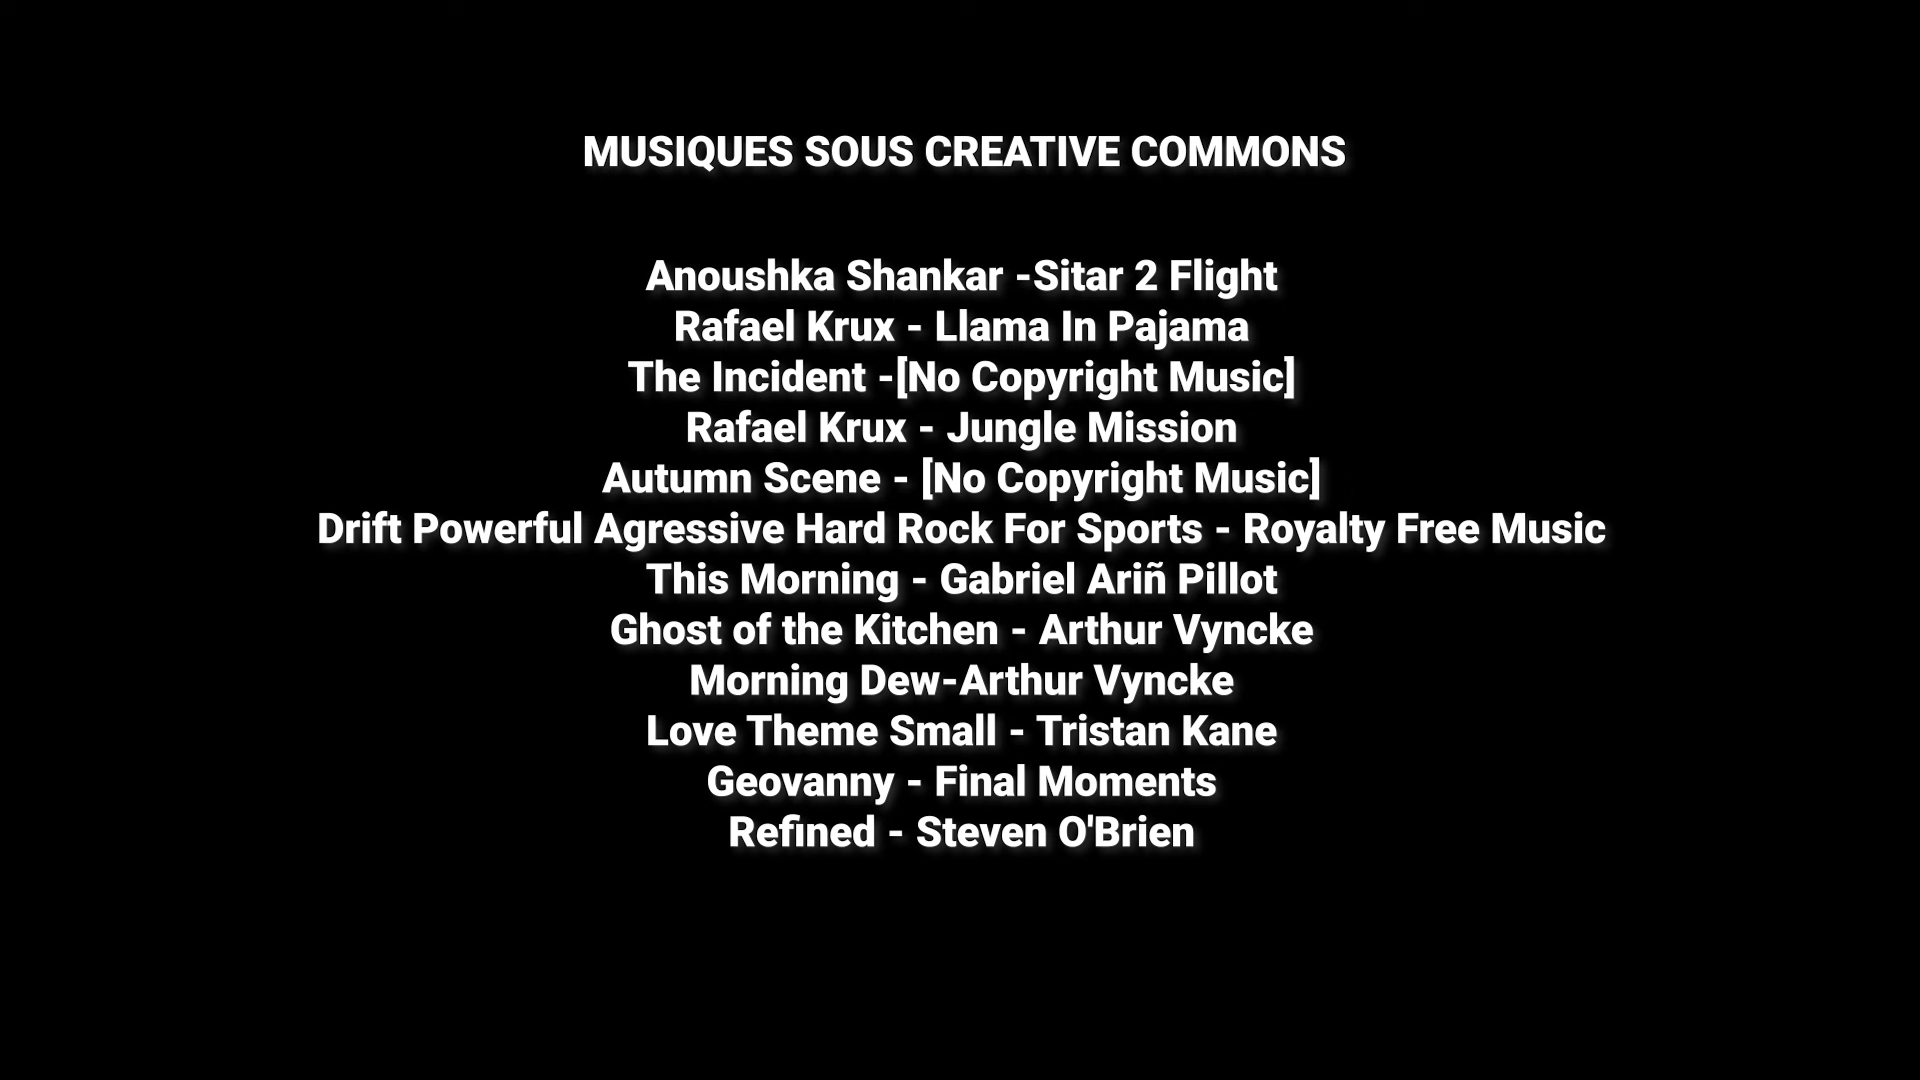 MUSIQUES SOUS CREATIVE COMMONS
Anoushka Shankar -Sitar 2 Flight
Rafael Krux - Llama In Pajama
The Incident -[No Copyright Music]
Rafael Krux - Jungle Mission
Autumn Scene - [No Copyright Music]
Drift Powerful Agressive Hard Rock For Sports - Royalty Free Music
This Morning - Gabriel Ariñ Pillot
Ghost of the Kitchen - Arthur Vyncke
Morning Dew-Arthur Vyncke
Love Theme Small - Tristan Kane
Geovanny - Final Moments
Refined - Steven O'Brien